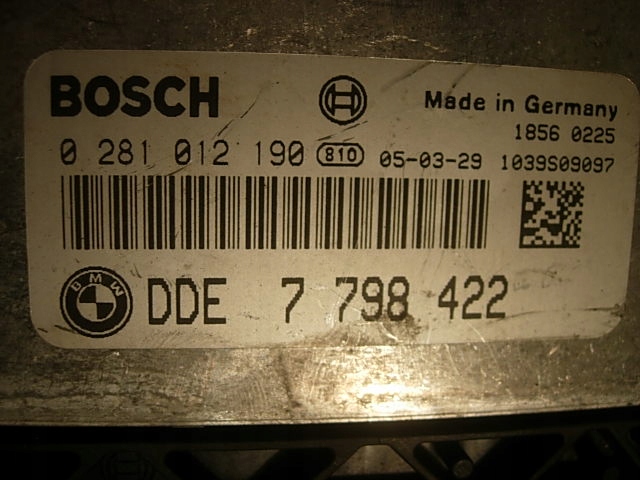 BOSCH
Made in Germany
1856 0225
0 281 012 190 810 05-03-29 1039S09097
BMW DDE 7 798 422